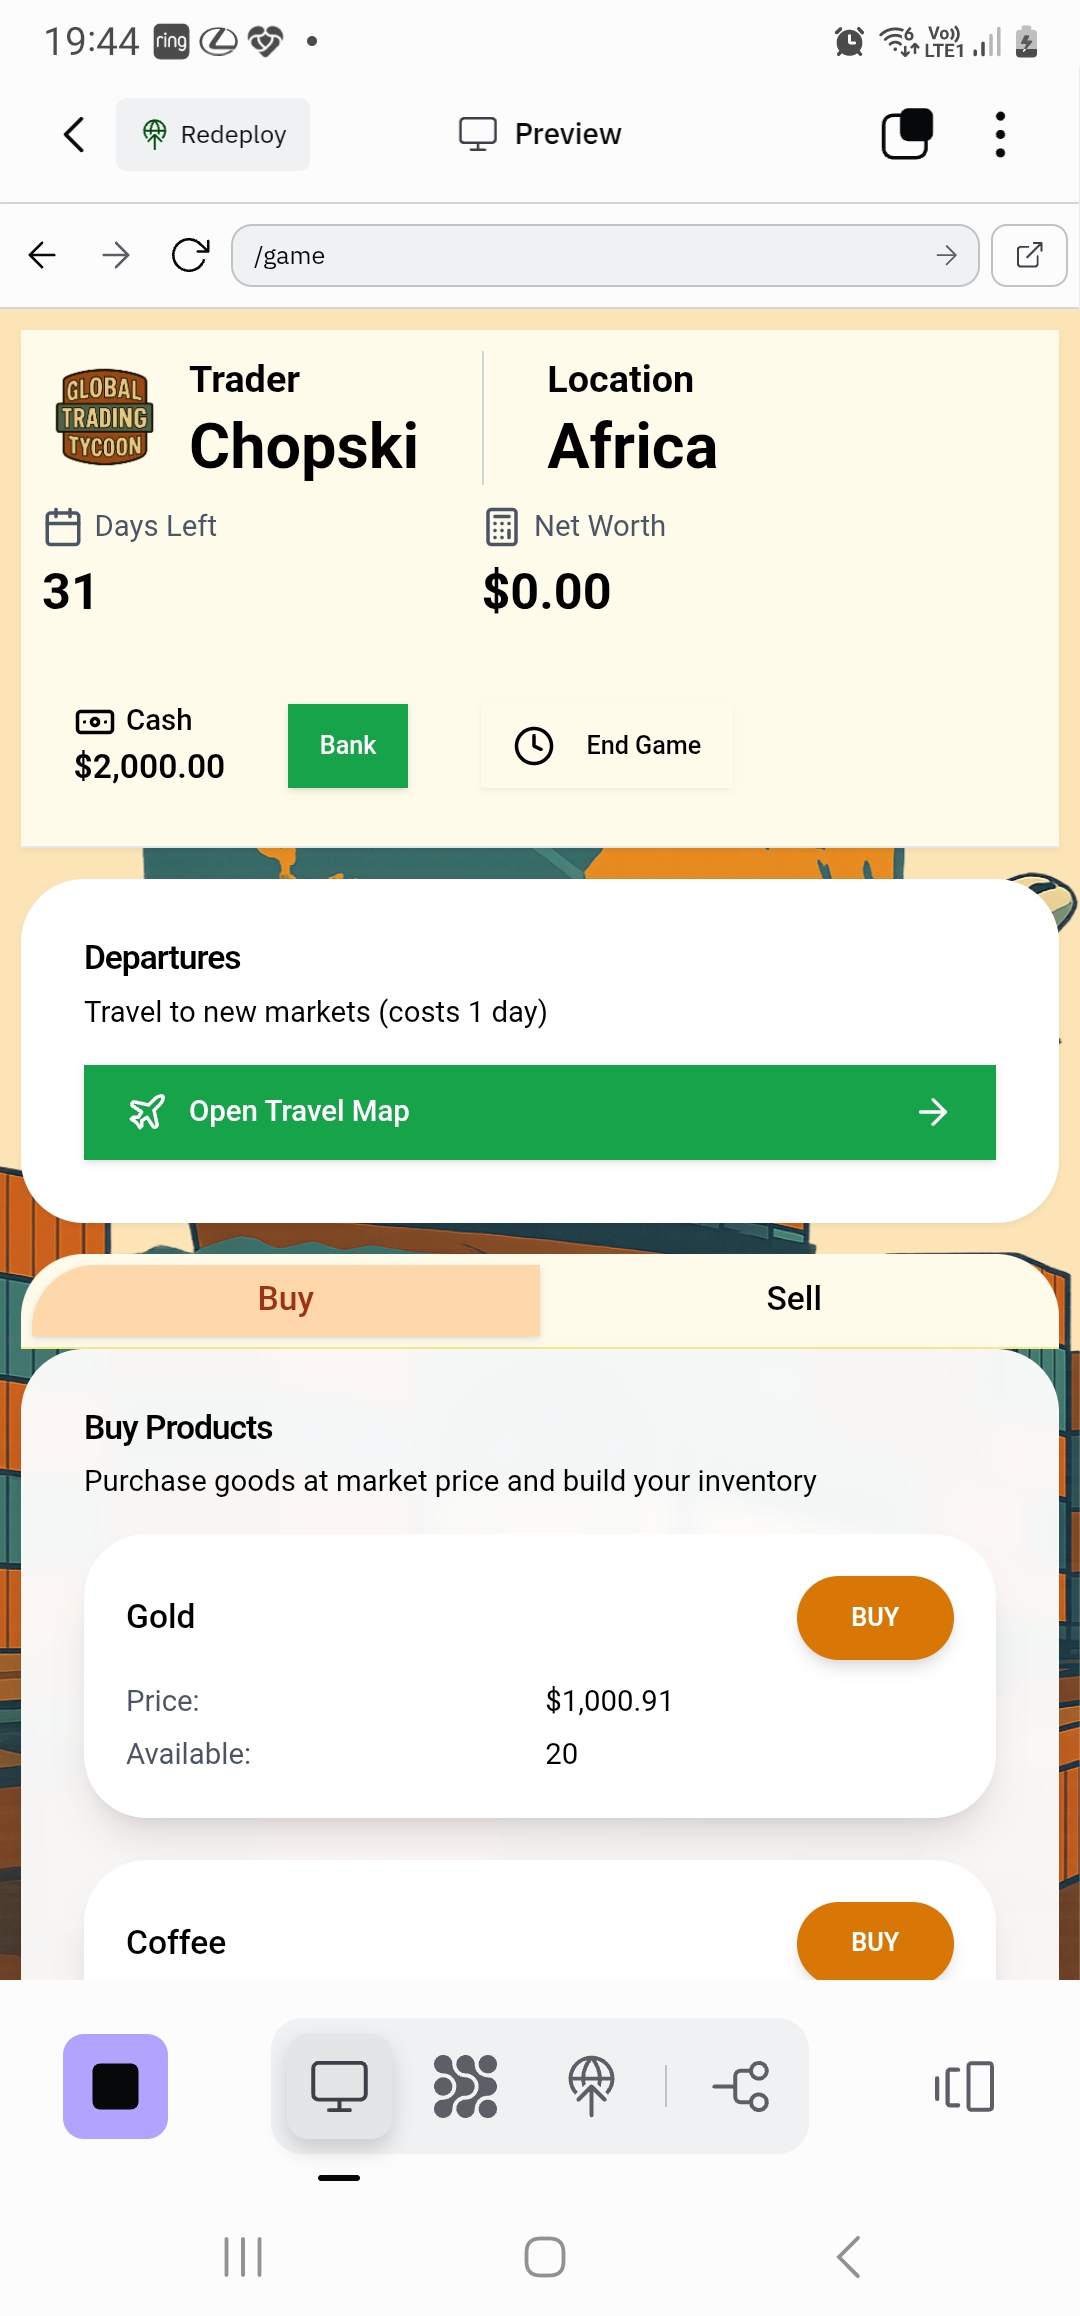 19:44 ring Vo)) LTE1
Redeploy Preview
/game
GLOBAL TRADING TYCOON
Trader
Chopski
Location
Africa
Days Left
31
Net Worth
$0.00
Cash
$2,000.00
Bank
End Game
Departures
Travel to new markets (costs 1 day)
Open Travel Map
Buy Sell
Buy Products
Purchase goods at market price and build your inventory
Gold BUY
Price: $1,000.91
Available: 20
Coffee BUY